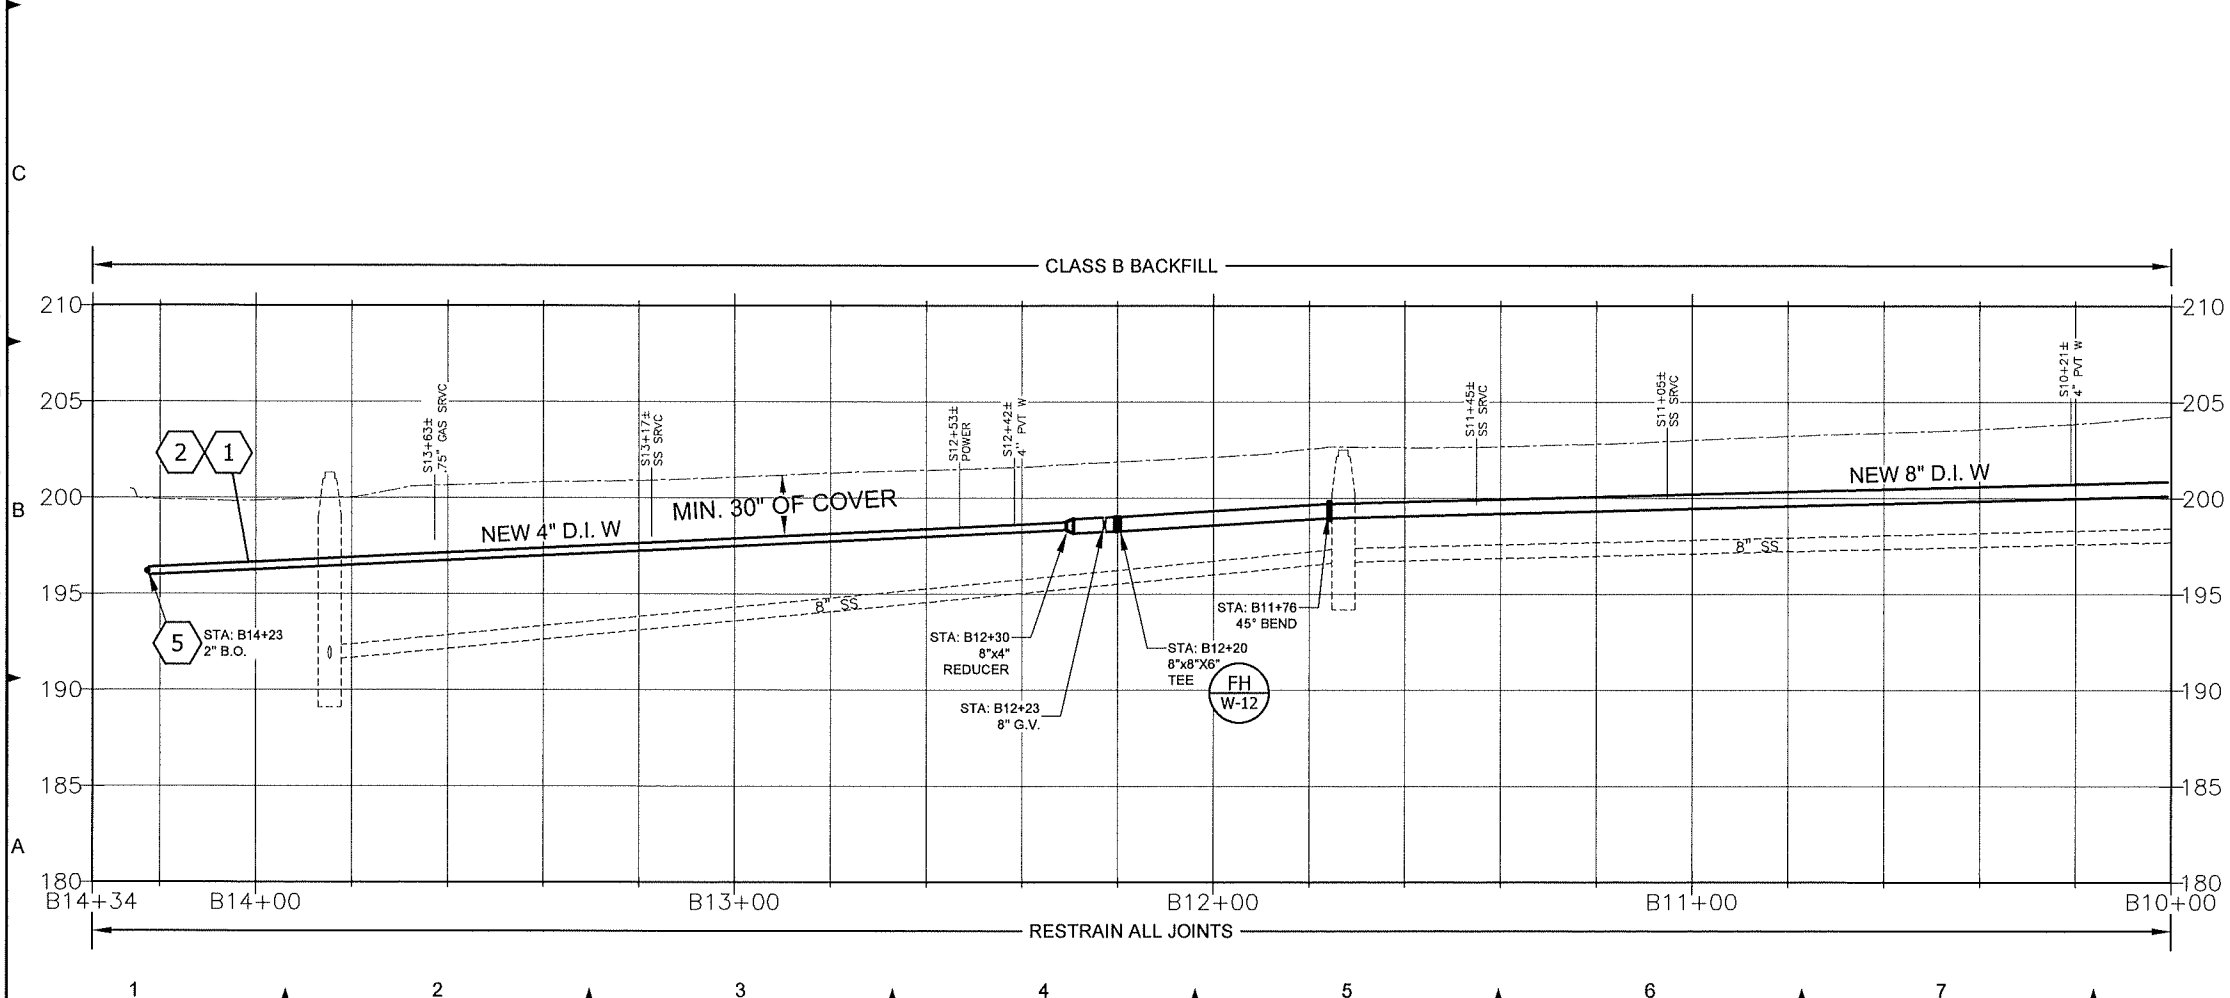 C
CLASS B BACKFILL
210
210
205
205
S13+63±
.75" GAS SRVC
S13+17±
SS SRVC
S12+53±
POWER
S12+42±
4" PVT W
S11+45±
SS SRVC
S11+05±
SS SRVC
S10+21±
4" PVT W
2
1
B
200
200
NEW 4" D.I. W
MIN. 30" OF COVER
NEW 8" D.I. W
8" SS
8" SS
195
195
5
STA: B14+23
2" B.O.
STA: B12+30
8"x4"
REDUCER
STA: B12+23
8" G.V.
STA: B12+20
8"x8"X6"
TEE
FH
W-12
STA: B11+76
45° BEND
190
190
185
185
A
180
180
B14+34
B14+00
B13+00
B12+00
B11+00
B10+00
RESTRAIN ALL JOINTS
1
2
3
4
5
6
7